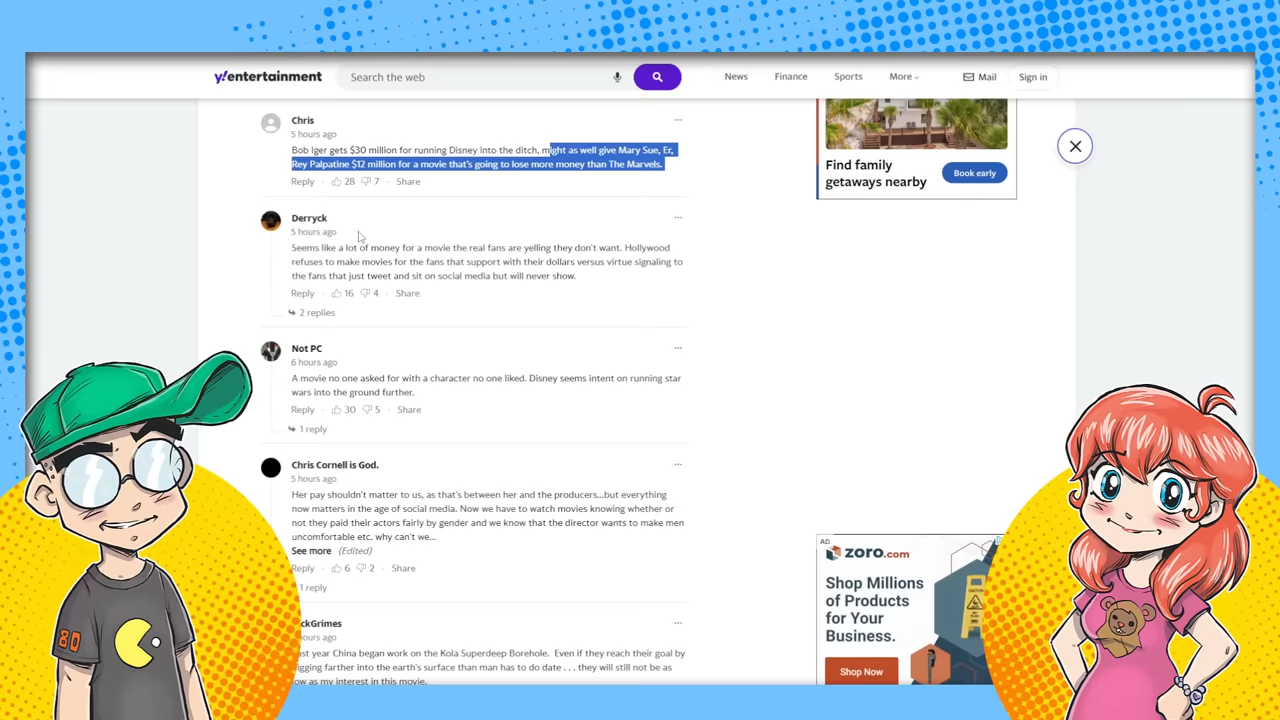 y!entertainment
Search the web
News
Finance
Sports
More
Mail
Sign in
Chris
5 hours ago
Bob Iger gets $30 million for running Disney into the ditch, might as well give Mary Sue, Er,
Rey Palpatine $12 million for a movie that's going to lose more money than The Marvels.
Reply · 28 7 · Share
Derryck
5 hours ago
Seems like a lot of money for a movie the real fans are yelling they don't want. Hollywood
refuses to make movies for the fans that support with their dollars versus virtue signaling to
the fans that just tweet and sit on social media but will never show.
Reply · 16 4 · Share
2 replies
Not PC
6 hours ago
A movie no one asked for with a character no one liked. Disney seems intent on running star
wars into the ground further.
Reply · 30 5 · Share
1 reply
Chris Cornell is God.
5 hours ago
Her pay shouldn't matter to us, as that's between her and the producers...but everything
now matters in the age of social media. Now we have to watch movies knowing whether or
not they paid their actors fairly by gender and we know that the director wants to make men
uncomfortable etc. why can't we...
See more (Edited)
Reply · 6 2 · Share
1 reply
ckGrimes
hours ago
ast year China began work on the Kola Superdeep Borehole. Even if they reach their goal by
igging farther into the earth's surface than man has to do date . . . they will still not be as
ow as my interest in this movie.
Find family
getaways nearby
Book early
AD
zoro.com
Shop Millions
of Products
for Your
Business.
Shop Now
80